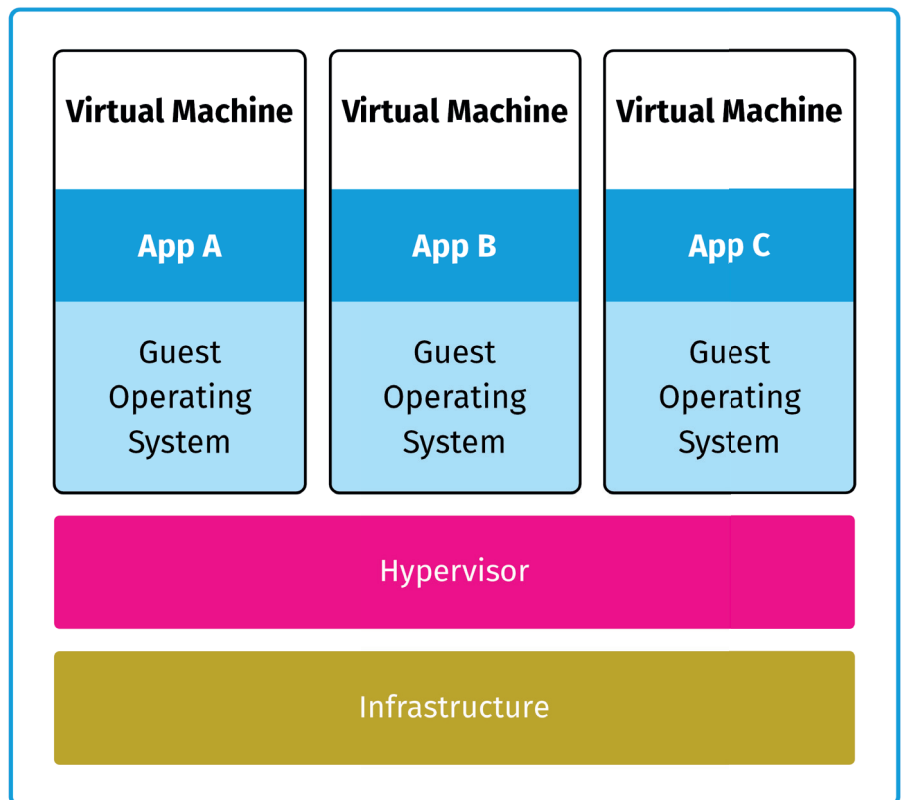 Virtual Machine
App A
Guest
Operating
System
Virtual Machine
App B
Guest
Operating
System
Virtual Machine
App C
Guest
Operating
System
Hypervisor
Infrastructure